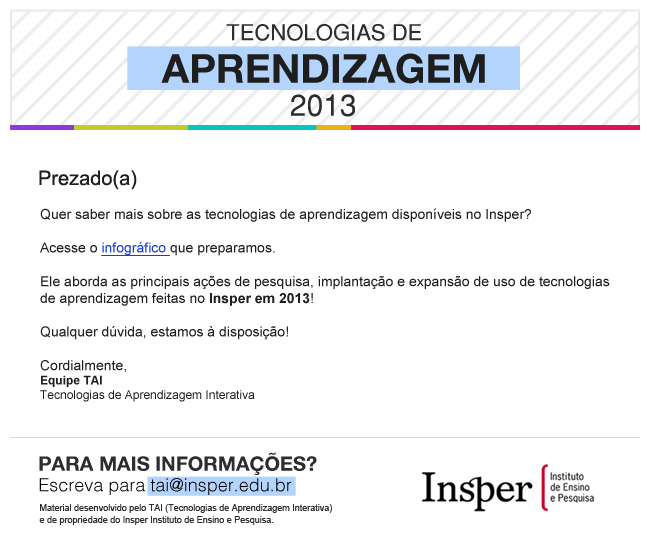 TECNOLOGIAS DE
APRENDIZAGEM
2013
Prezado(a)
Quer saber mais sobre as tecnologias de aprendizagem disponíveis no Insper?
Acesse o infográfico que preparamos.
Ele aborda as principais ações de pesquisa, implantação e expansão de uso de tecnologias
de aprendizagem feitas no Insper em 2013!
Qualquer dúvida, estamos à disposição!
Cordialmente,
Equipe TAI
Tecnologias de Aprendizagem Interativa
PARA MAIS INFORMAÇÕES?
Escreva para tai@insper.edu.br
Material desenvolvido pelo TAI (Tecnologias de Aprendizagem Interativa)
e de propriedade do Insper Instituto de Ensino e Pesquisa.
Insper
Instituto
de Ensino
e Pesquisa